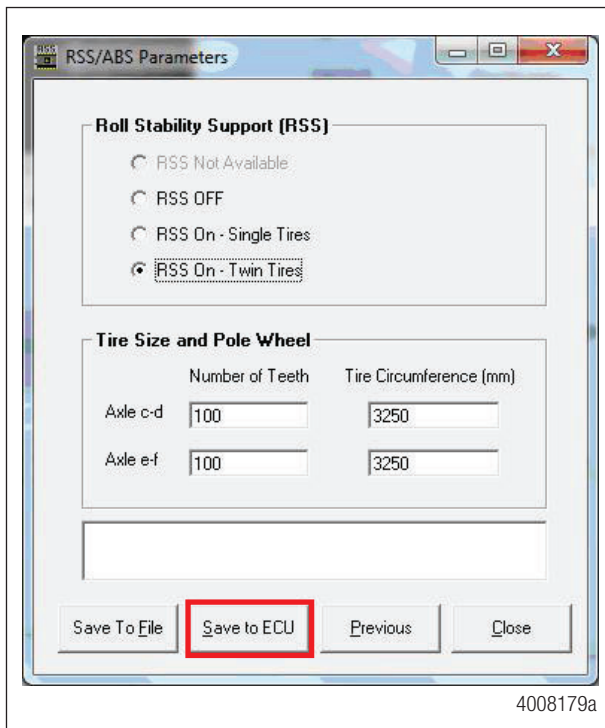 RSS/ABS Parameters
Roll Stability Support (RSS)
RSS Not Available
RSS OFF
RSS On - Single Tires
RSS On - Twin Tires
Tire Size and Pole Wheel
Number of Teeth Tire Circumference (mm)
Axle c-d 100 3250
Axle e-f 100 3250
Save To File Save to ECU Previous Close
4008179a